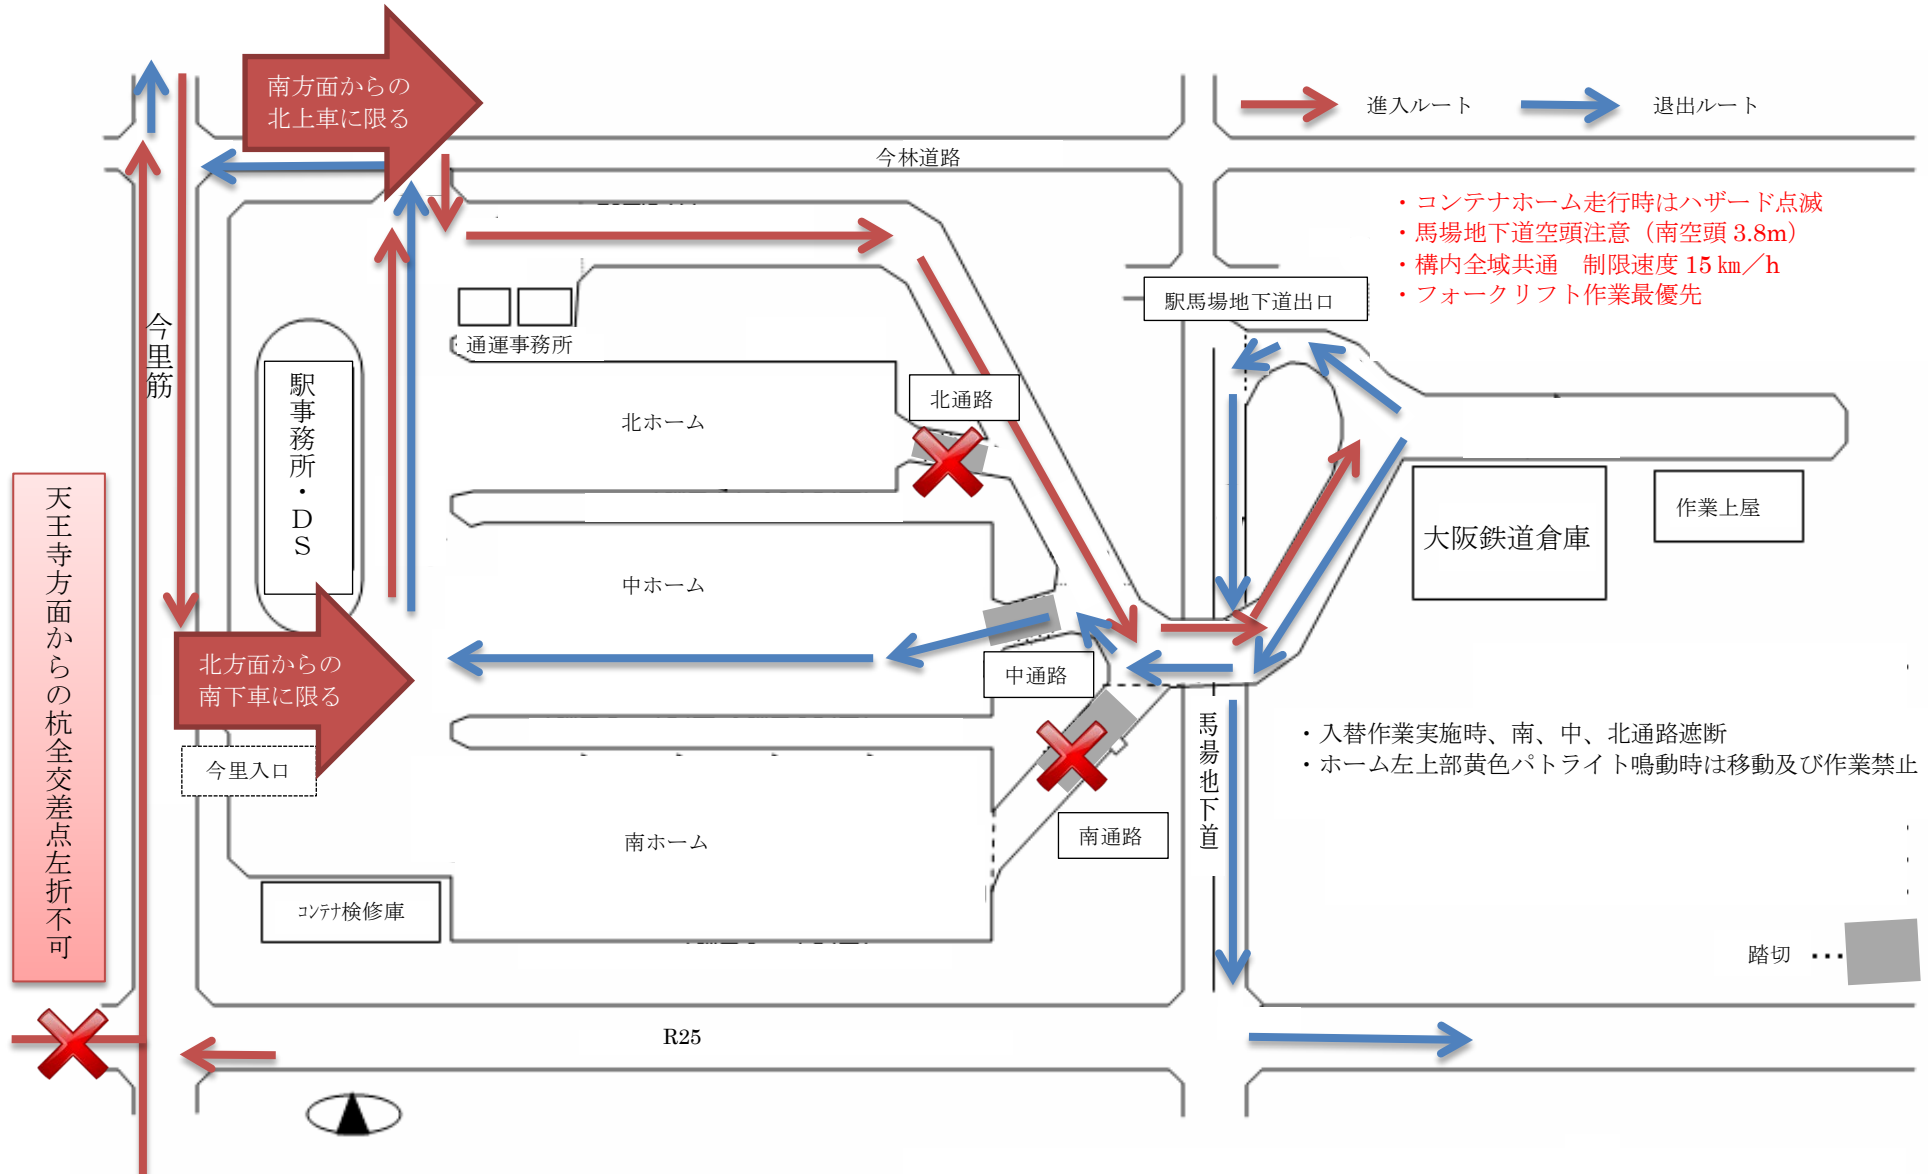 南方面からの
北上車に限る
進入ルート
退出ルート
今林道路
・コンテナホーム走行時はハザード点滅
・馬場地下道空頭注意（南空頭 3.8m）
・構内全域共通　制限速度 15 ㎞／h
・フォークリフト作業最優先
駅馬場地下道出口
今里筋
通運事務所
駅事務所・DS
北通路
北ホーム
天王寺方面からの杭全交差点左折不可
大阪鉄道倉庫
作業上屋
中ホーム
北方面からの
南下車に限る
中通路
馬場地下首
・入替作業実施時、南、中、北通路遮断
・ホーム左上部黄色パトライト鳴動時は移動及び作業禁止
今里入口
南ホーム
南通路
ｺﾝﾃﾅ検修庫
踏切
R25